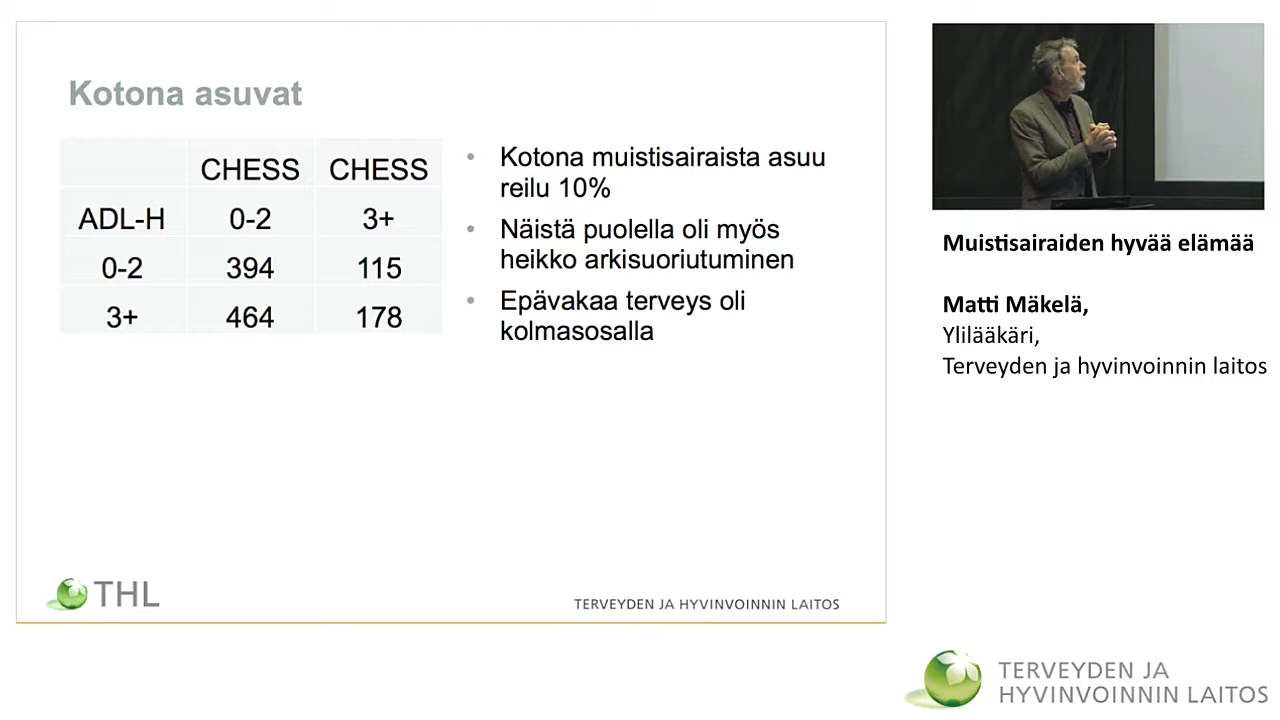 Kotona asuvat
CHESS CHESS
ADL-H 0-2 3+
0-2 394 115
3+ 464 178
• Kotona muistisairaista asuu
reilu 10%
• Näistä puolella oli myös
heikko arkisuoriutuminen
• Epävakaa terveys oli
kolmasosalla
THL
TERVEYDEN JA HYVINVOINNIN LAITOS
Muistisairaiden hyvää elämää
Matti Mäkelä,
Ylilääkäri,
Terveyden ja hyvinvoinnin laitos
TERVEYDEN JA
HYVINVOINNIN LAITOS